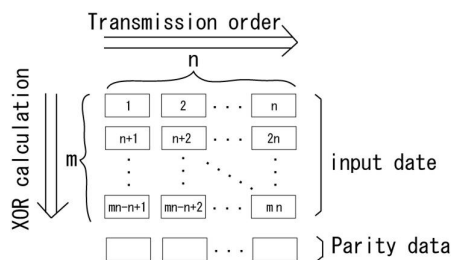 Transmission order
n
XOR calculation
m
1 2 ··· n
n+1 n+2 ··· 2n
mn-n+1 mn-n+2 ··· mn
input date
··· Parity data